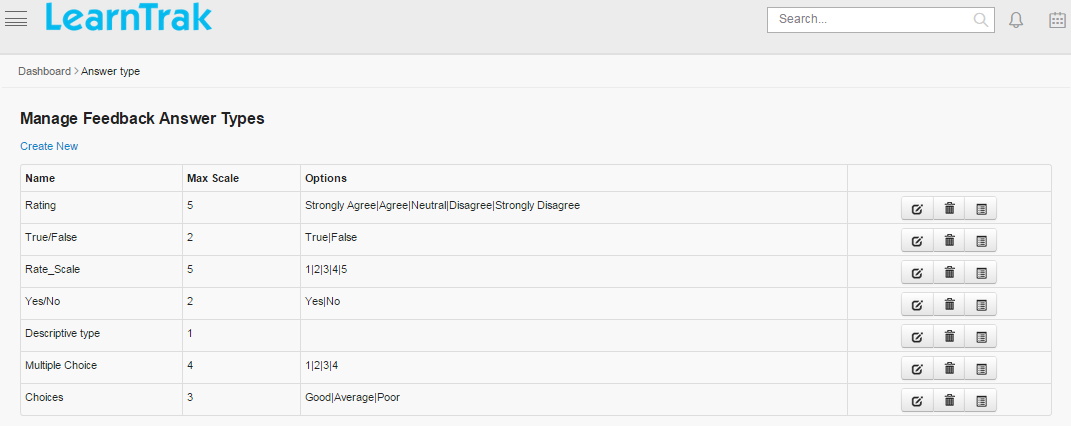 LearnTrak
Search...
Dashboard > Answer type
Manage Feedback Answer Types
Create New
Name Max Scale Options
Rating 5 Strongly Agree|Agree|Neutral|Disagree|Strongly Disagree
True/False 2 True|False
Rate_Scale 5 1|2|3|4|5
Yes/No 2 Yes|No
Descriptive type 1
Multiple Choice 4 1|2|3|4
Choices 3 Good|Average|Poor